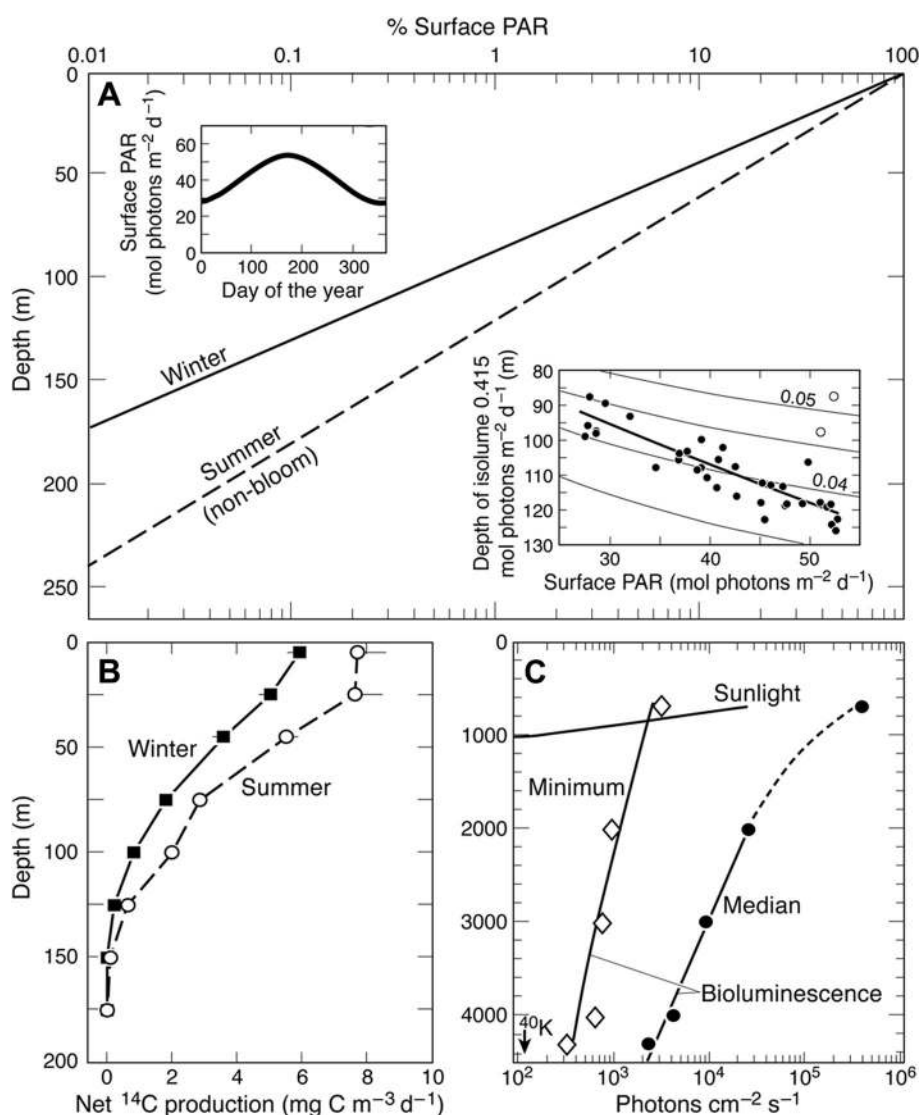 % Surface PAR
0.01 0.1 1 10 100
A
0
50
100
150
200
250
Depth (m)
Surface PAR
(mol photons m⁻² d⁻¹)
60
40
20
0
0 100 200 300
Day of the year
Winter
Summer
(non-bloom)
Depth of isolume 0.415
mol photons m⁻² d⁻¹ (m)
80
90
100
110
120
130
0.05
0.04
30 40 50
Surface PAR (mol photons m⁻² d⁻¹)
B
0
50
100
150
200
Depth (m)
Winter
Summer
0 2 4 6 8 10
Net ¹⁴C production (mg C m⁻³ d⁻¹)
C
0
1000
2000
3000
4000
Sunlight
Minimum
Median
Bioluminescence
⁴⁰K
10² 10³ 10⁴ 10⁵ 10⁶
Photons cm⁻² s⁻¹